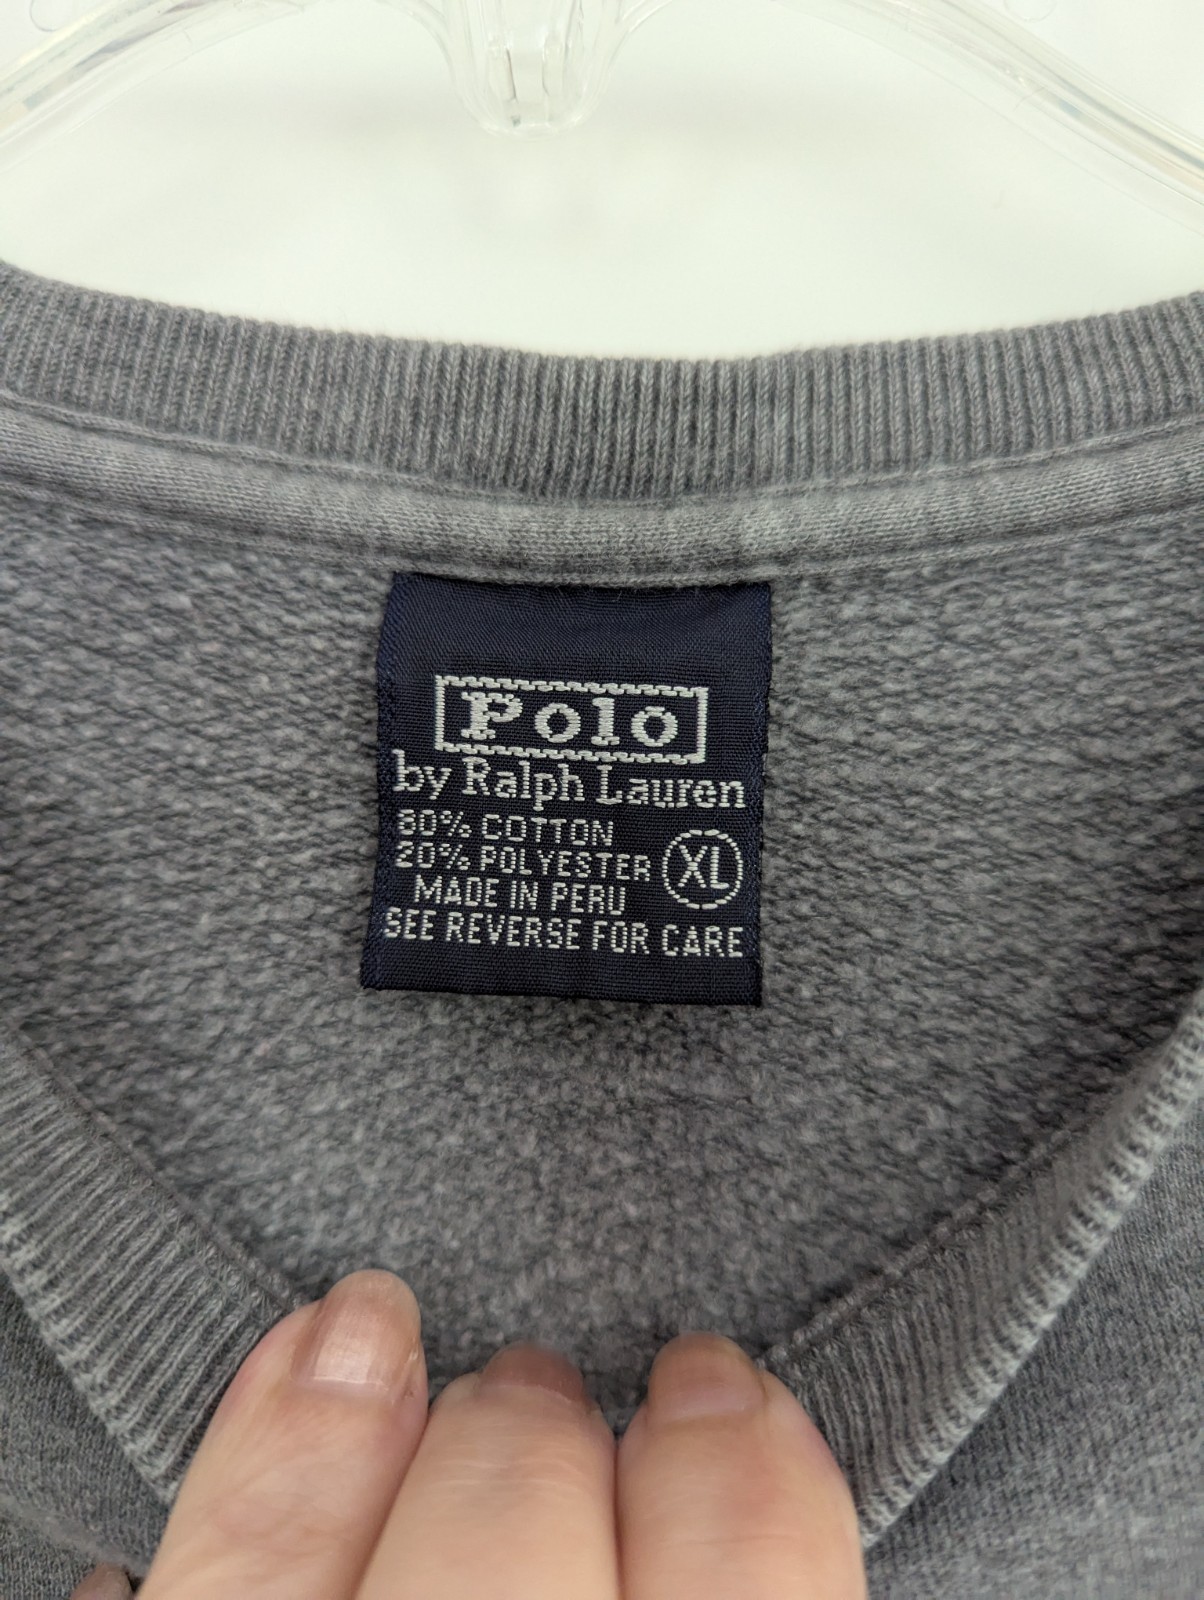 Polo
by Ralph Lauren
80% COTTON
20% POLYESTER
XL
MADE IN PERU
SEE REVERSE FOR CARE